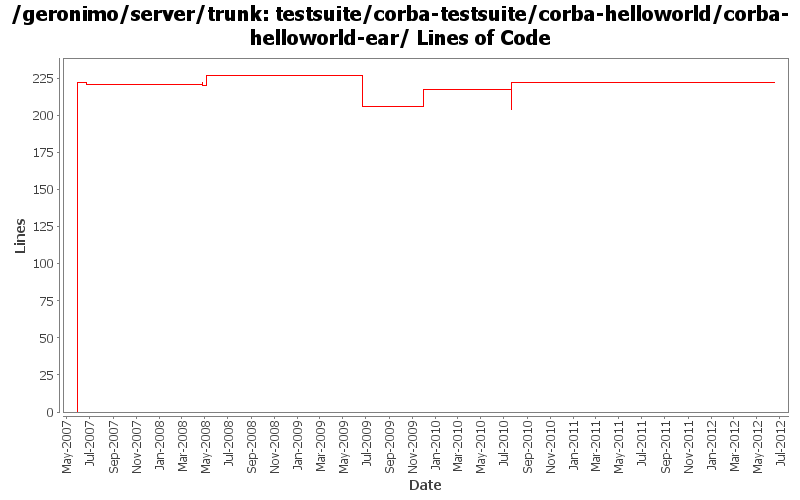 /geronimo/server/trunk: testsuite/corba-testsuite/corba-helloworld/corba-
helloworld-ear/ Lines of Code
Lines
225
200
175
150
125
100
75
50
25
0
May-2007
Jul-2007
Sep-2007
Nov-2007
Jan-2008
Mar-2008
May-2008
Jul-2008
Sep-2008
Nov-2008
Jan-2009
Mar-2009
May-2009
Jul-2009
Sep-2009
Nov-2009
Jan-2010
Mar-2010
May-2010
Jul-2010
Sep-2010
Nov-2010
Jan-2011
Mar-2011
May-2011
Jul-2011
Sep-2011
Nov-2011
Jan-2012
Mar-2012
May-2012
Jul-2012
Date